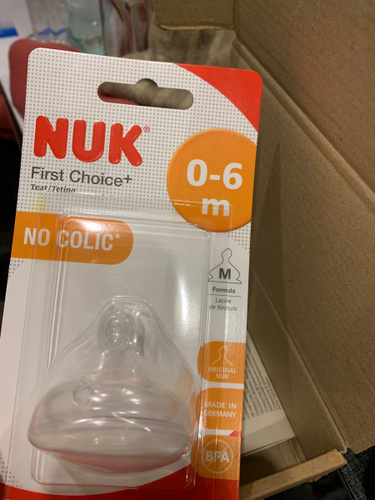 NUK®
First Choice+
Teat/Tetina
0-6
m
NO COLIC*
M
Formula
Leche
de fórmula
ORIGINAL
NUK
MADE IN
GERMANY
BPA